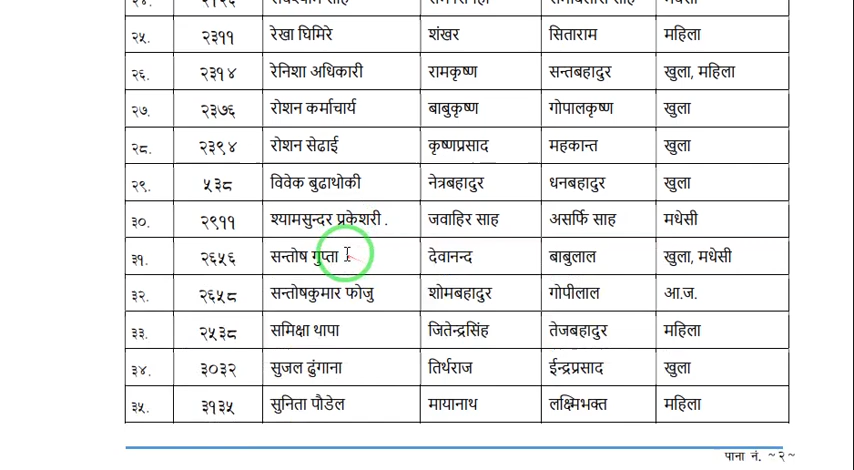 २५. २३११ रेखा घिमिरे शंखर सिताराम महिला
२६. २३१४ रेनिशा अधिकारी रामकृष्ण सन्तबहादुर खुला, महिला
२७. २३७६ रोशन कर्माचार्य बाबुकृष्ण गोपालकृष्ण खुला
२८. २३९४ रोशन सेढाई कृष्णप्रसाद महकान्त खुला
२९. ५३८ विवेक बुढाथोकी नेत्रबहादुर धनबहादुर खुला
३०. २९११ श्यामसुन्दर प्रकेशरी . जवाहिर साह असर्फि साह मधेसी
३१. २६५६ सन्तोष गुप्ता देवानन्द बाबुलाल खुला, मधेसी
३२. २६५८ सन्तोषकुमार फोजु शोमबहादुर गोपीलाल आ.ज.
३३. २५३८ समिक्षा थापा जितेन्द्रसिंह तेजबहादुर महिला
३४. ३०३२ सुजल ढुंगाना तिर्थराज ईन्द्रप्रसाद खुला
३५. ३१३५ सुनिता पौडेल मायानाथ लक्ष्मिभक्त महिला
पाना नं. ~२~